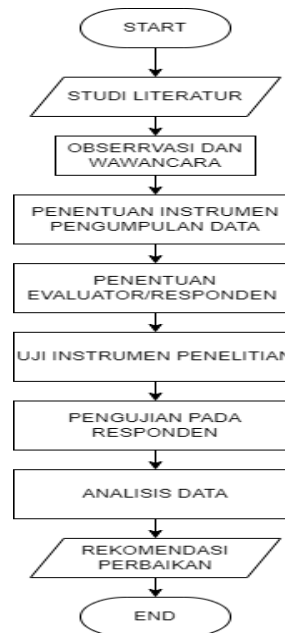 START
STUDI LITERATUR
OBSERRVASI DAN
WAWANCARA
PENENTUAN INSTRUMEN
PENGUMPULAN DATA
PENENTUAN
EVALUATOR/RESPONDEN
UJI INSTRUMEN PENELITIAN
PENGUJIAN PADA
RESPONDEN
ANALISIS DATA
REKOMENDASI
PERBAIKAN
END